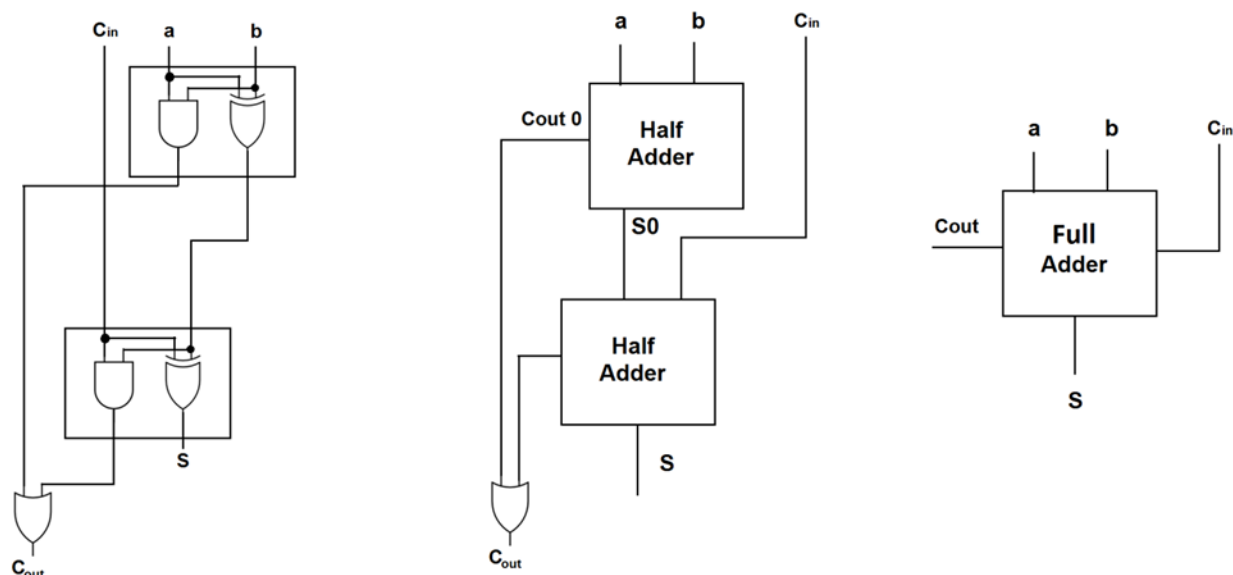 Cin a b
S
Cout
a b Cin
Cout 0
Half
Adder
S0
Half
Adder
S
Cout
a b Cin
Cout
Full
Adder
S